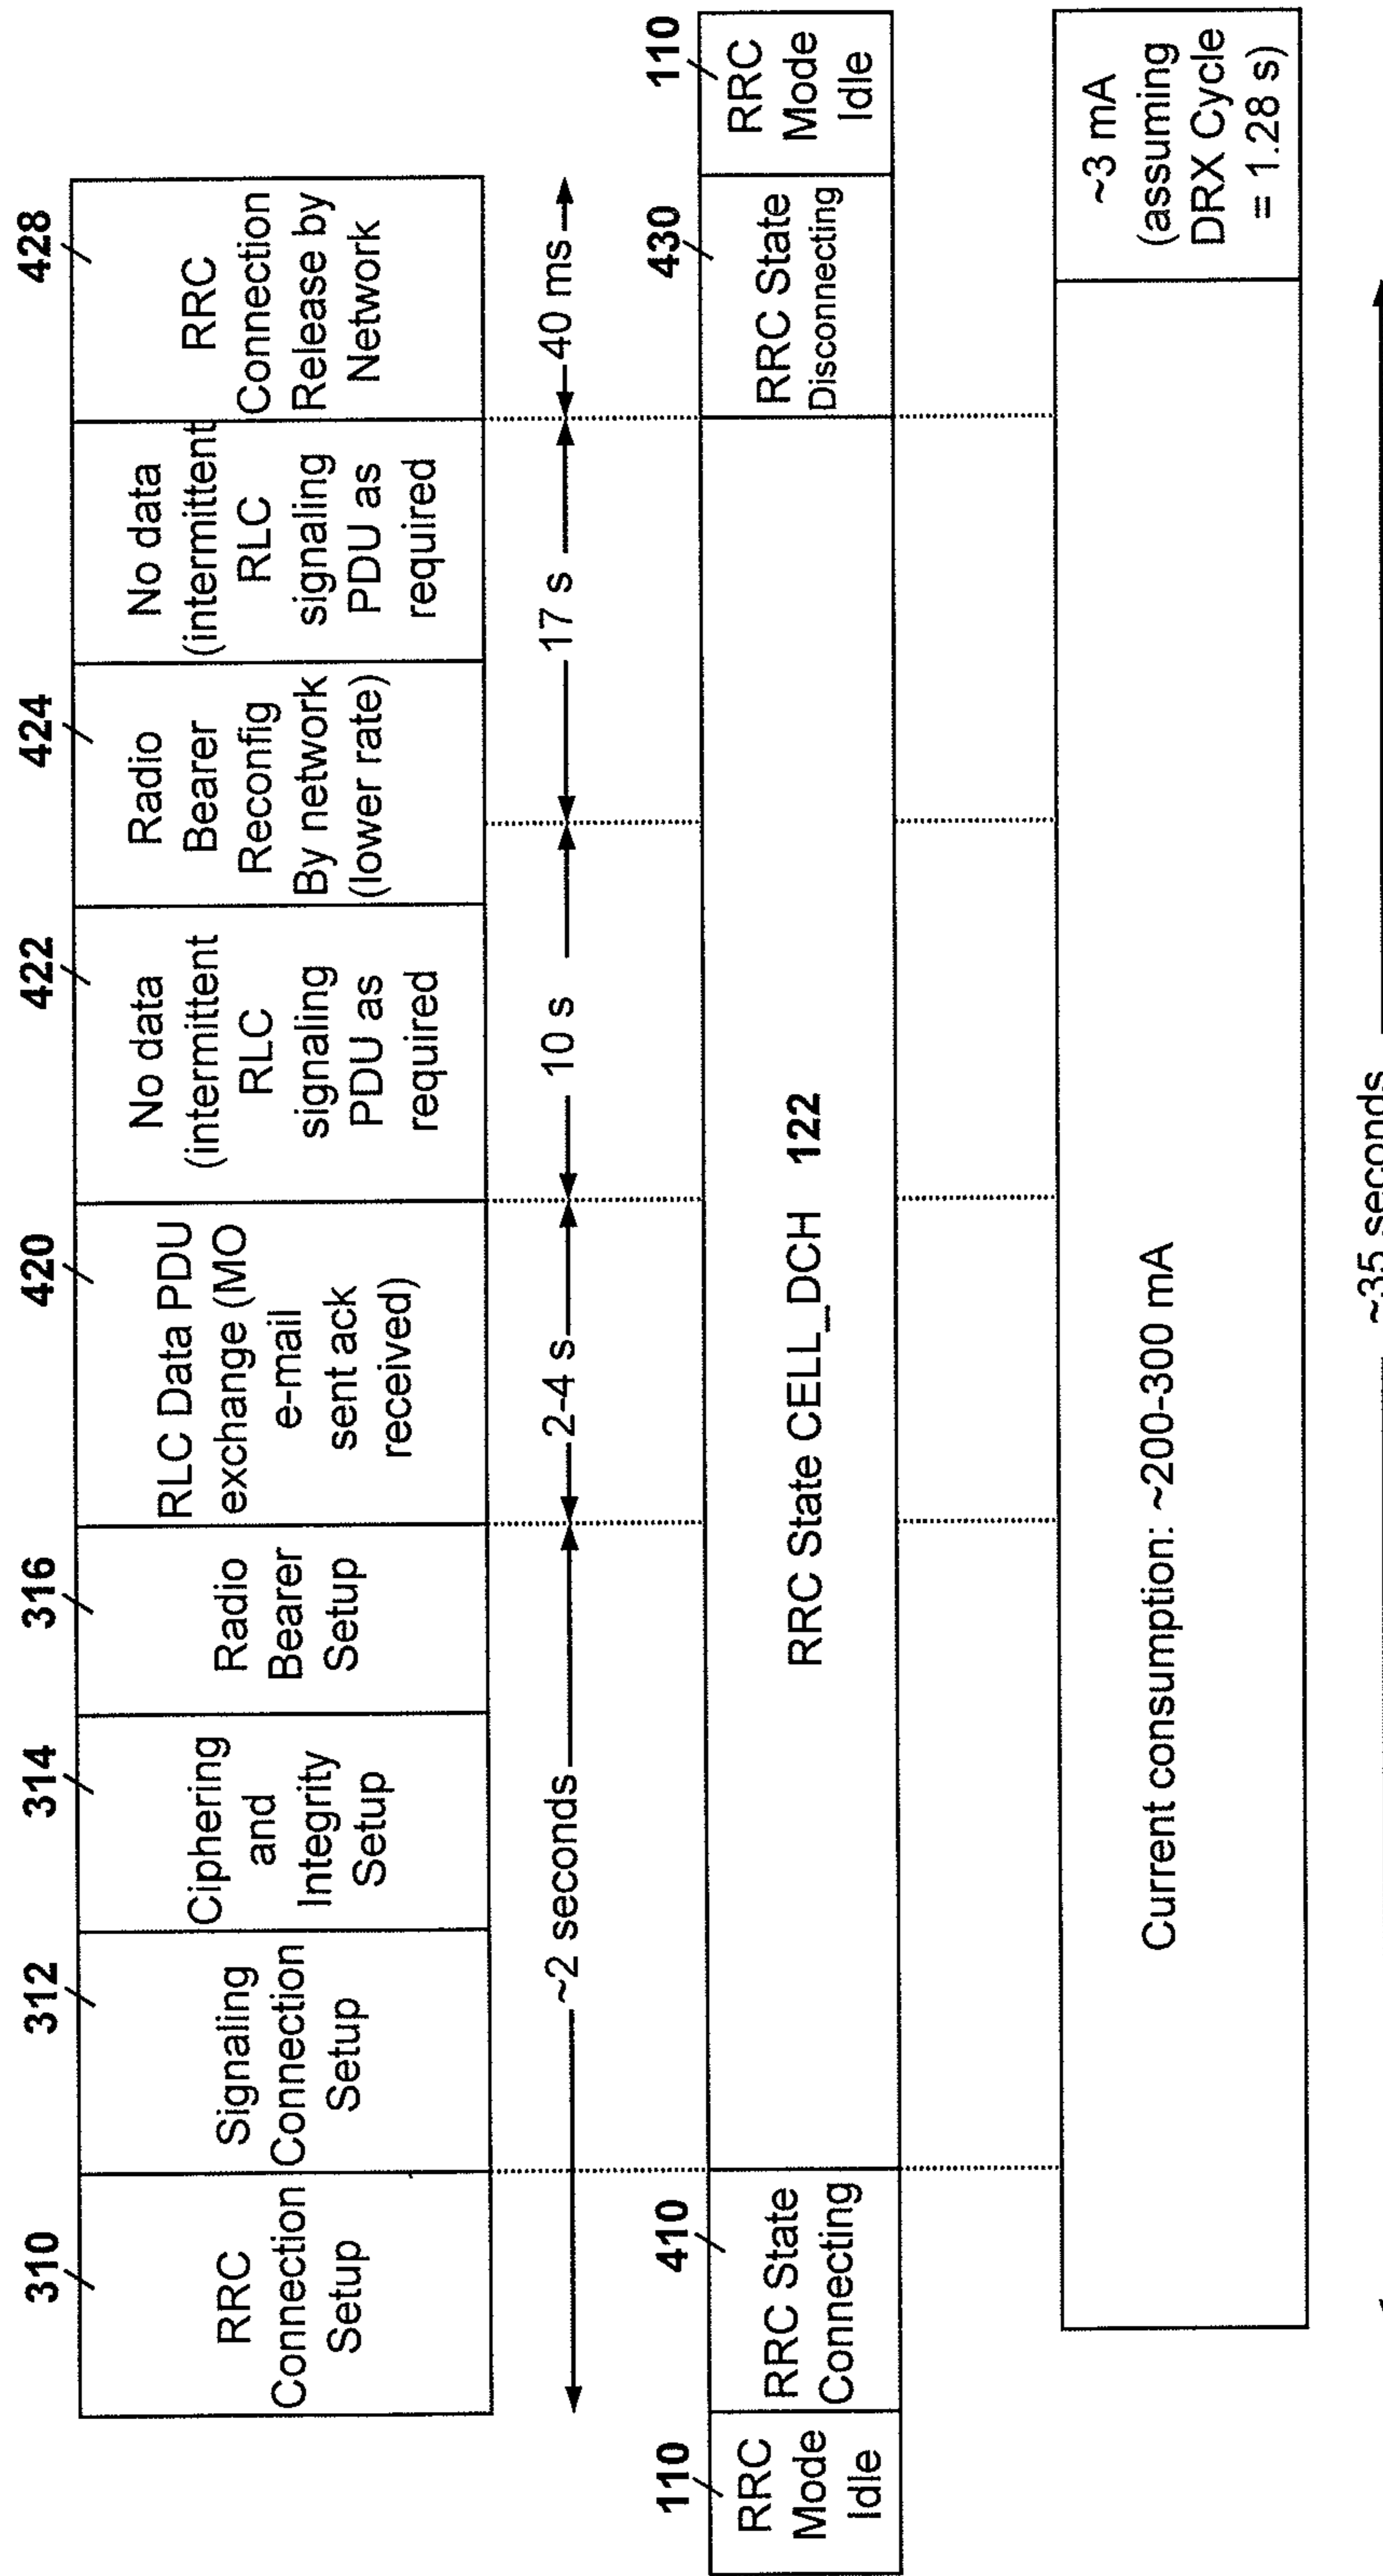 310
312
314
316
420
422
424
428
RRC
Connection
Setup
Signaling
Connection
Setup
Ciphering
and
Integrity
Setup
Radio
Bearer
Setup
RLC Data PDU
exchange (MO
e-mail
sent ack
received)
No data
(intermittent
RLC
signaling
PDU as
required
Radio
Bearer
Reconfig
By network
(lower rate)
No data
(intermittent
RLC
signaling
PDU as
required
RRC
Connection
Release by
Network
~2 seconds
2-4 s
10 s
17 s
40 ms
110
410
430
110
RRC
Mode
Idle
RRC State
Connecting
RRC State CELL_DCH 122
RRC State
Disconnecting
RRC
Mode
Idle
Current consumption: ~200-300 mA
~3 mA
(assuming
DRX Cycle
= 1.28 s)
~35 seconds